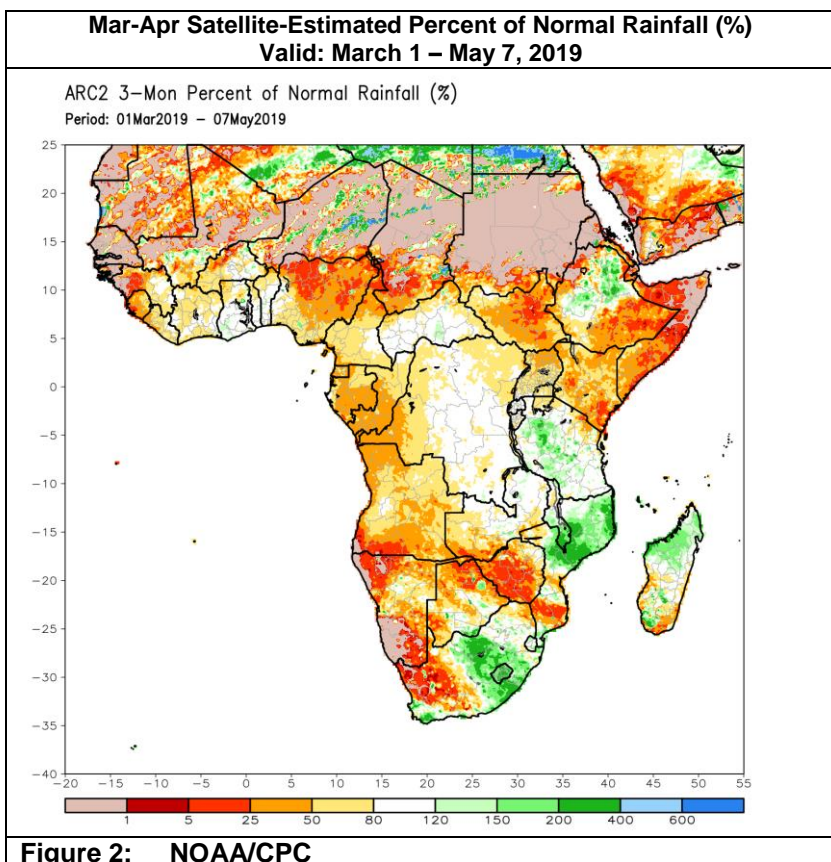 Mar-Apr Satellite-Estimated Percent of Normal Rainfall (%)
Valid: March 1 – May 7, 2019
ARC2 3-Mon Percent of Normal Rainfall (%)
Period: 01Mar2019 – 07May2019
25
20
15
10
5
0
-5
-10
-15
-20
-25
-30
-35
-40
-20 -15 -10 -5 0 5 10 15 20 25 30 35 40 45 50 55
1 5 25 50 80 120 150 200 400 600
Figure 2: NOAA/CPC